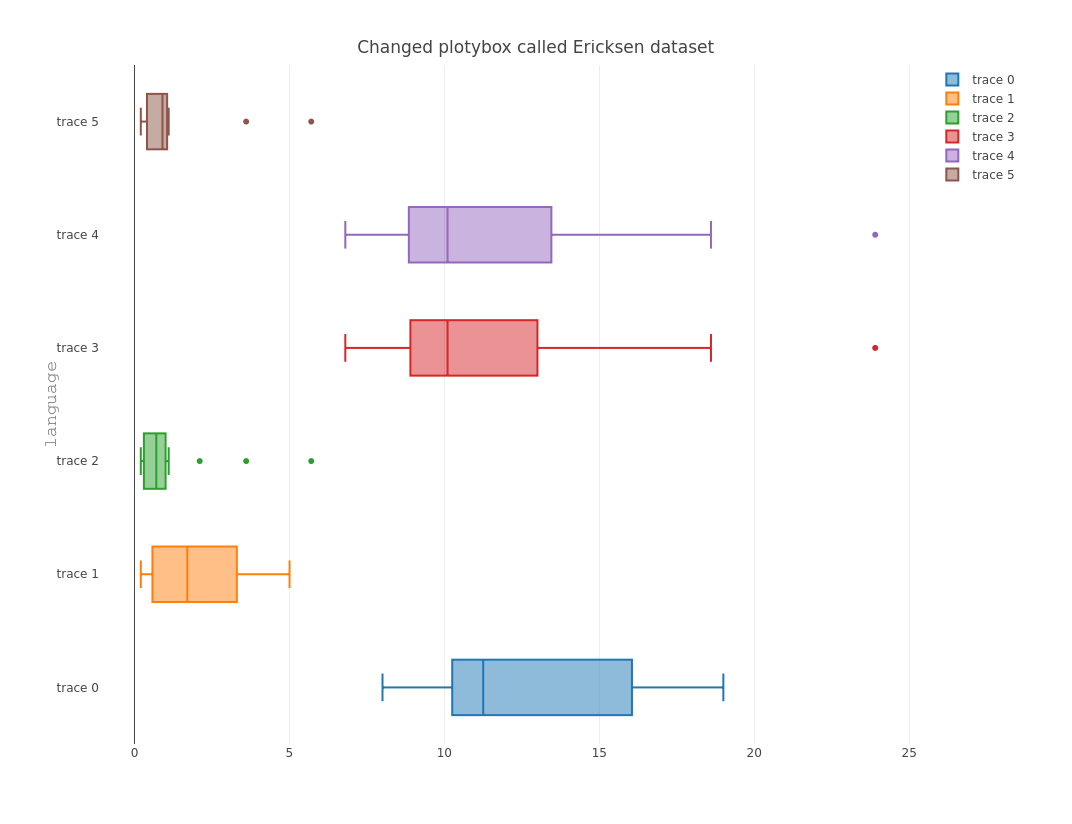 Changed plotybox called Ericksen dataset
trace 0
trace 1
trace 2
trace 3
trace 4
trace 5
trace 5
trace 4
trace 3
language
trace 2
trace 1
trace 0
0 5 10 15 20 25